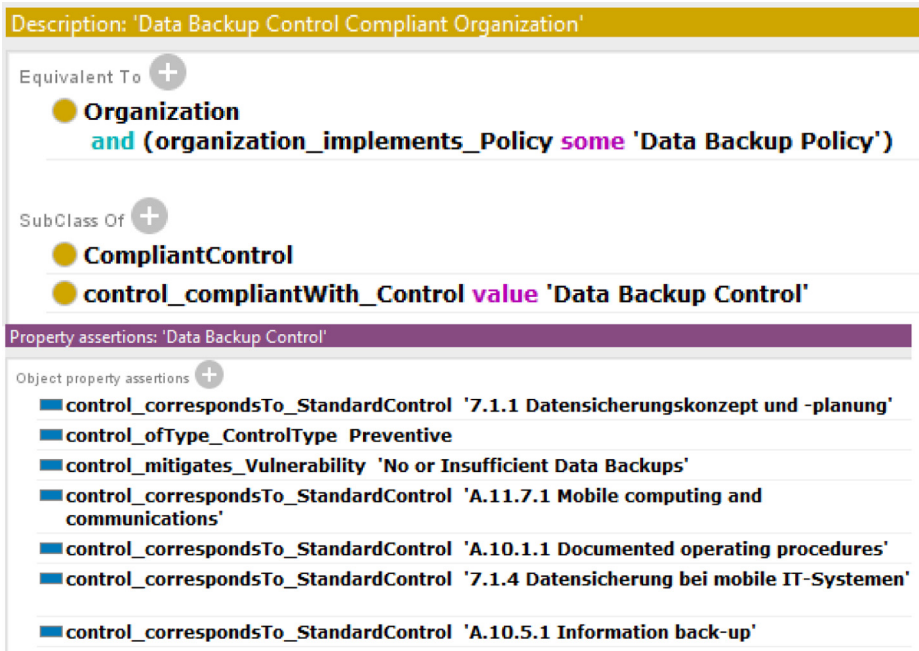 Description: 'Data Backup Control Compliant Organization'
Equivalent To
Organization
and (organization_implements_Policy some 'Data Backup Policy')
SubClass Of
CompliantControl
control_compliantWith_Control value 'Data Backup Control'
Property assertions: 'Data Backup Control'
Object property assertions
control_correspondsTo_StandardControl '7.1.1 Datensicherungskonzept und -planung'
control_ofType_ControlType Preventive
control_mitigates_Vulnerability 'No or Insufficient Data Backups'
control_correspondsTo_StandardControl 'A.11.7.1 Mobile computing and
communications'
control_correspondsTo_StandardControl 'A.10.1.1 Documented operating procedures'
control_correspondsTo_StandardControl '7.1.4 Datensicherung bei mobile IT-Systemen'
control_correspondsTo_StandardControl 'A.10.5.1 Information back-up'